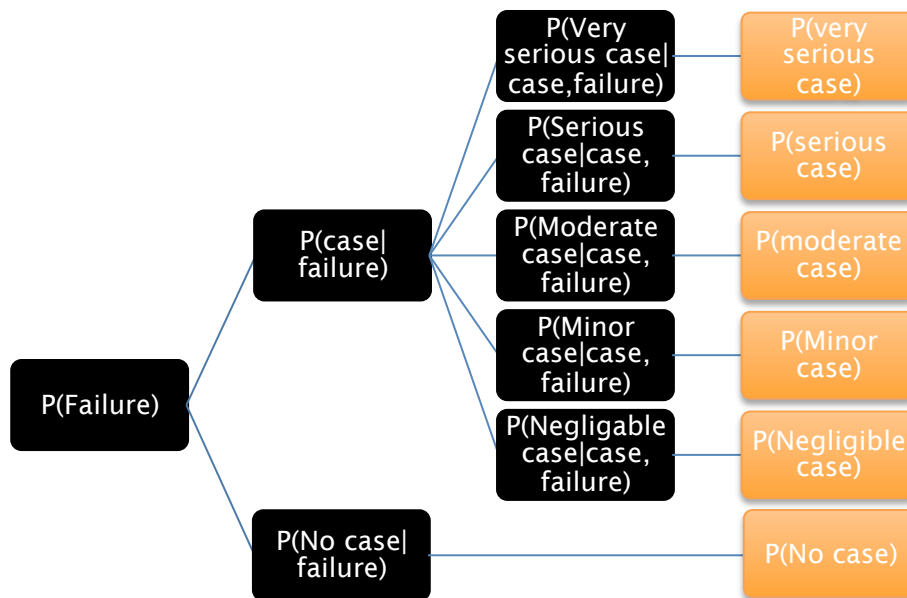 P(Very
serious case|
case,failure)
P(very
serious
case)
P(Serious
case|case,
failure)
P(serious
case)
P(case|
failure)
P(Moderate
case|case,
failure)
P(moderate
case)
P(Minor
case|case,
failure)
P(Minor
case)
P(Failure)
P(Negligable
case|case,
failure)
P(Negligible
case)
P(No case|
failure)
P(No case)